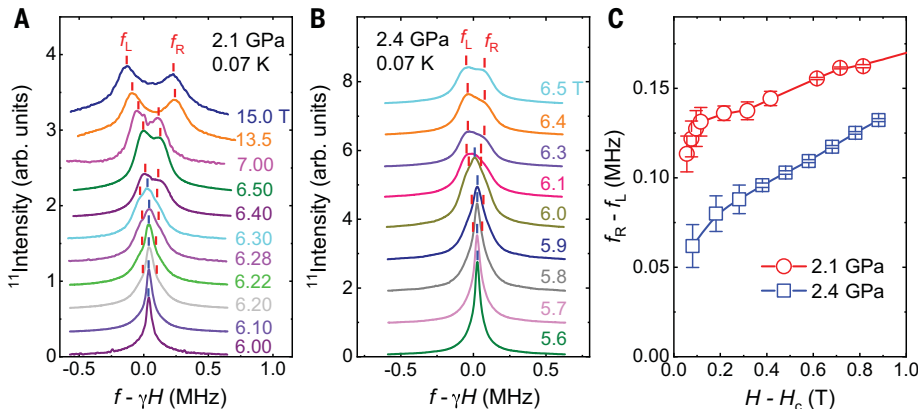 A
2.1 GPa
0.07 K
f_L
f_R
15.0 T
13.5
7.00
6.50
6.40
6.30
6.28
6.22
6.20
6.10
6.00
¹¹Intensity (arb. units)
0
1
2
3
4
-0.5
0.0
0.5
1.0
f - γH (MHz)
B
2.4 GPa
0.07 K
f_L
f_R
6.5 T
6.4
6.3
6.1
6.0
5.9
5.8
5.7
5.6
¹¹Intensity (arb. units)
0
2
4
6
8
-0.5
0.0
0.5
f - γH (MHz)
C
f_R - f_L (MHz)
0.15
0.10
0.05
0.00
2.1 GPa
2.4 GPa
0.0
0.2
0.4
0.6
0.8
1.0
H - H_c (T)